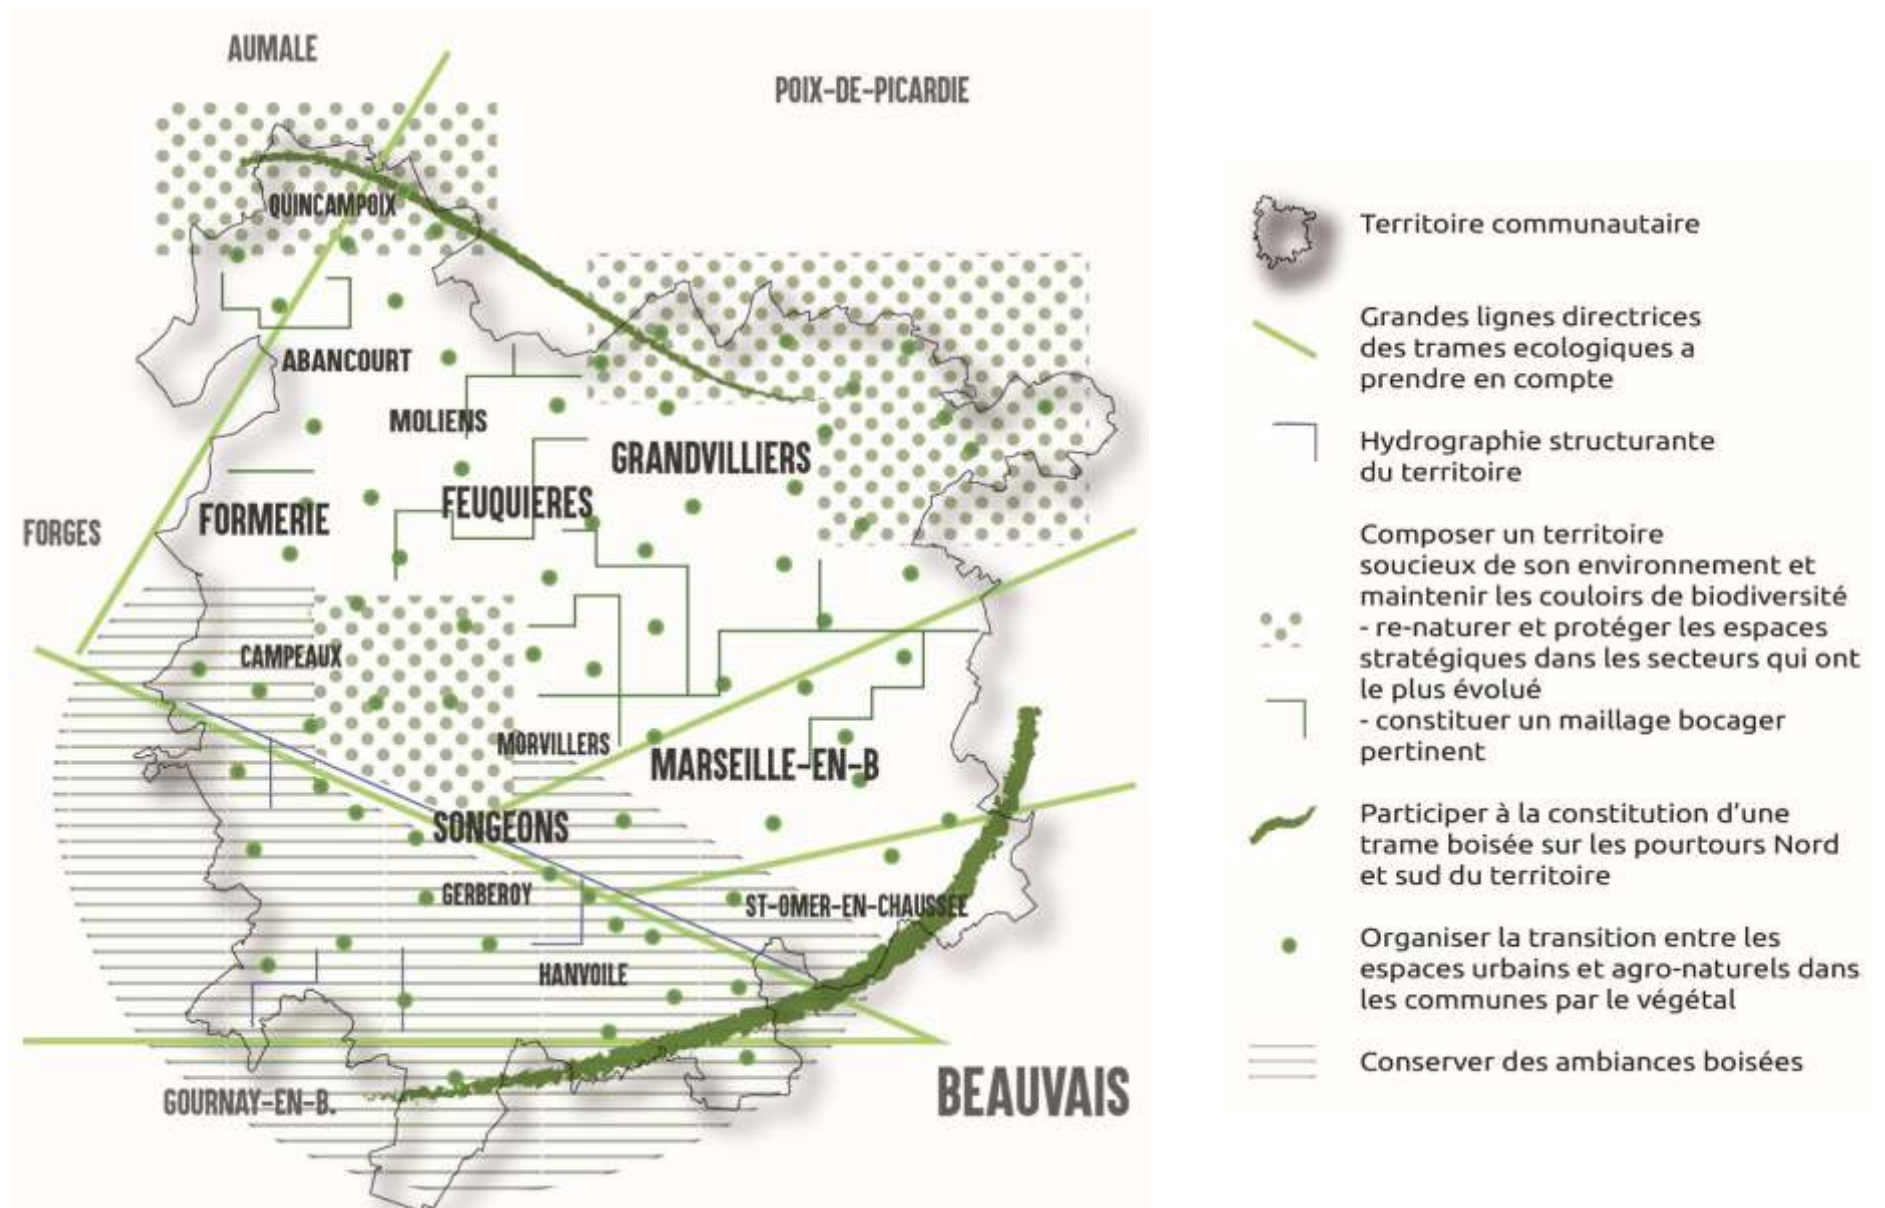 AUMALE
POIX-DE-PICARDIE
QUINCAMPOIX
ABANCOURT
MOLIENS
GRANDVILLIERS
FEUQUIERES
FORMERIE
FORGES
CAMPEAUX
MORVILLERS
MARSEILLE-EN-B
SONGEONS
GERBEROY
ST-OMER-EN-CHAUSSEE
HANVOILE
GOURNAY-EN-B.
BEAUVAIS
Territoire communautaire
Grandes lignes directrices
des trames ecologiques a
prendre en compte
Hydrographie structurante
du territoire
Composer un territoire
soucieux de son environnement et
maintenir les couloirs de biodiversité
- re-naturer et protéger les espaces
stratégiques dans les secteurs qui ont
le plus évolué
- constituer un maillage bocager
pertinent
Participer à la constitution d'une
trame boisée sur les pourtours Nord
et sud du territoire
Organiser la transition entre les
espaces urbains et agro-naturels dans
les communes par le végétal
Conserver des ambiances boisées